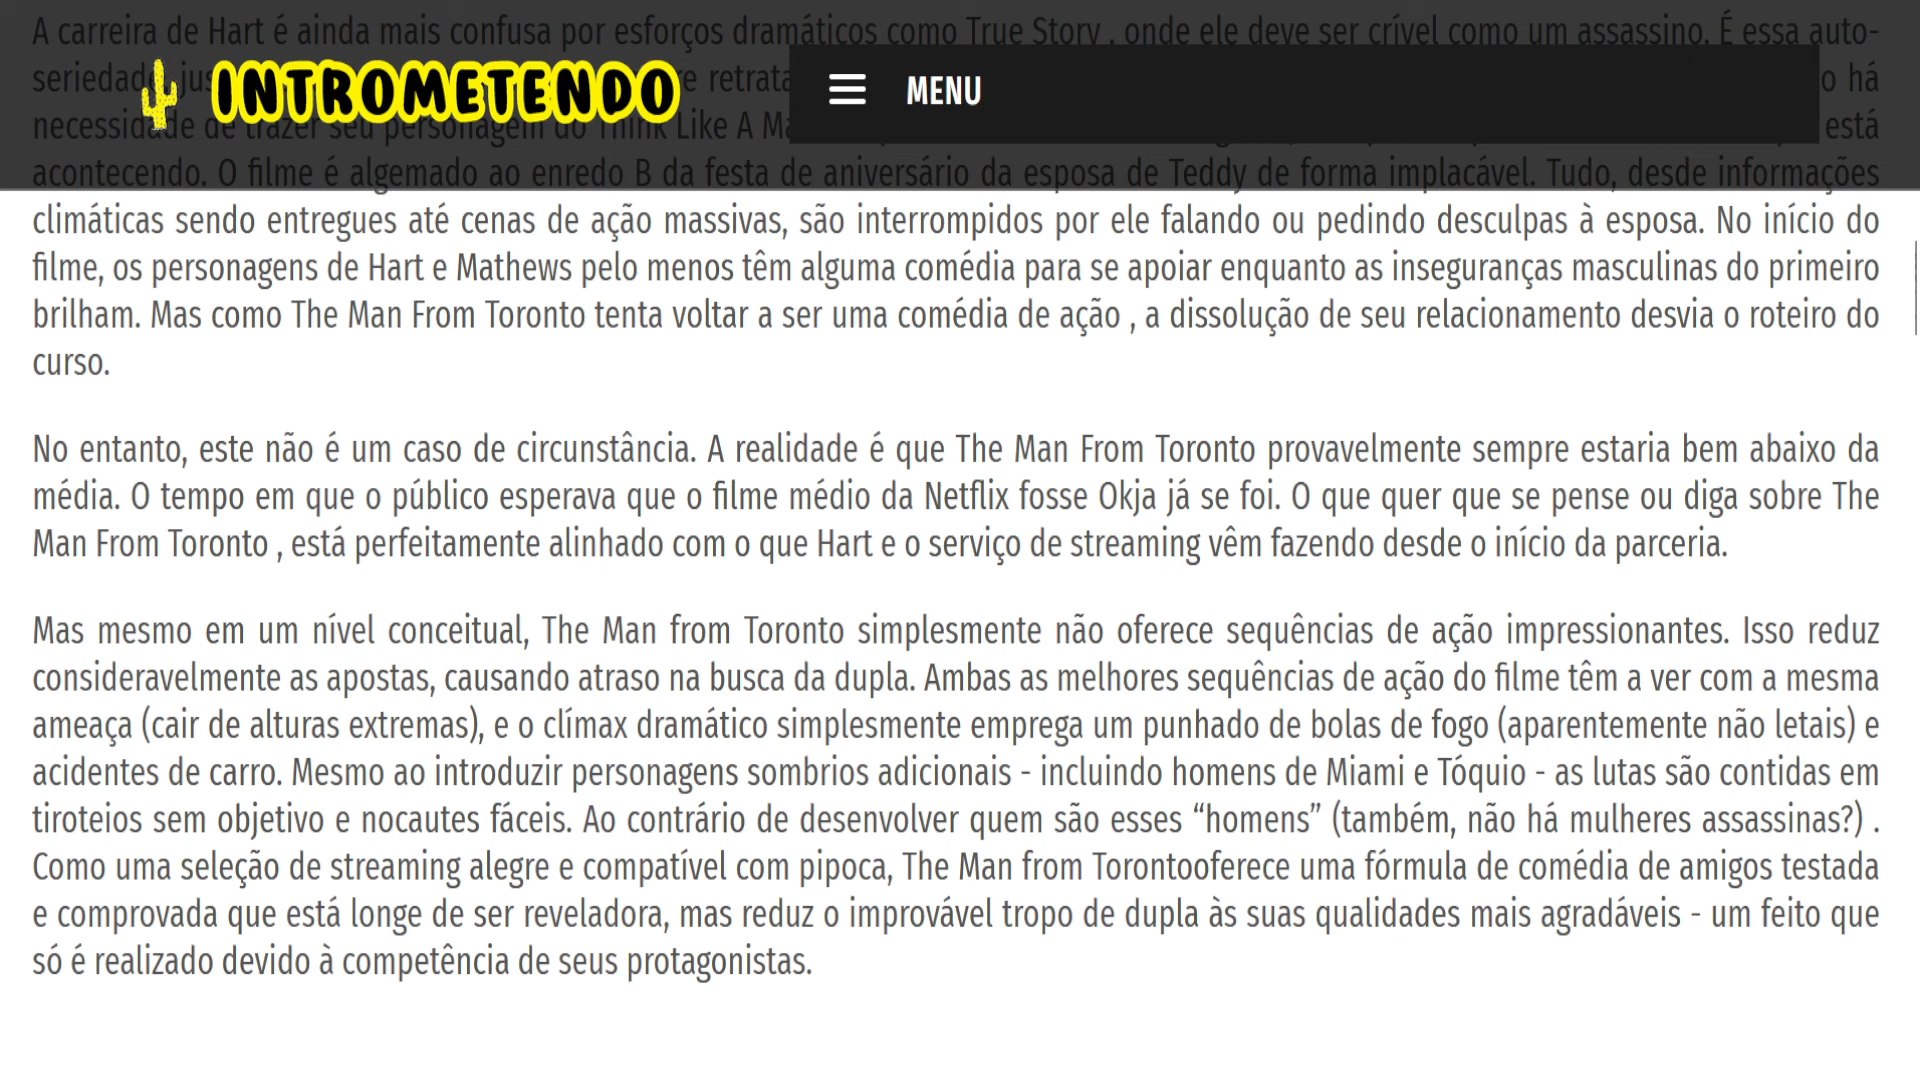 A carreira de Hart é ainda mais confusa por esforços dramáticos como True Story , onde ele deve ser crível como um assassino. É essa auto-
INTROMETENDO
MENU
necessidade de trazer seu personagem do Think Like A está
acontecendo. O filme é algemado ao enredo B da festa de aniversário da esposa de Teddy de forma implacável. Tudo, desde informações
climáticas sendo entregues até cenas de ação massivas, são interrompidos por ele falando ou pedindo desculpas à esposa. No início do
filme, os personagens de Hart e Mathews pelo menos têm alguma comédia para se apoiar enquanto as inseguranças masculinas do primeiro
brilham. Mas como The Man From Toronto tenta voltar a ser uma comédia de ação , a dissolução de seu relacionamento desvia o roteiro do
curso.
No entanto, este não é um caso de circunstância. A realidade é que The Man From Toronto provavelmente sempre estaria bem abaixo da
média. O tempo em que o público esperava que o filme médio da Netflix fosse Okja já se foi. O que quer que se pense ou diga sobre The
Man From Toronto , está perfeitamente alinhado com o que Hart e o serviço de streaming vêm fazendo desde o início da parceria.
Mas mesmo em um nível conceitual, The Man from Toronto simplesmente não oferece sequências de ação impressionantes. Isso reduz
consideravelmente as apostas, causando atraso na busca da dupla. Ambas as melhores sequências de ação do filme têm a ver com a mesma
ameaça (cair de alturas extremas), e o clímax dramático simplesmente emprega um punhado de bolas de fogo (aparentemente não letais) e
acidentes de carro. Mesmo ao introduzir personagens sombrios adicionais - incluindo homens de Miami e Tóquio - as lutas são contidas em
tiroteios sem objetivo e nocautes fáceis. Ao contrário de desenvolver quem são esses “homens” (também, não há mulheres assassinas?) .
Como uma seleção de streaming alegre e compatível com pipoca, The Man from Torontooferece uma fórmula de comédia de amigos testada
e comprovada que está longe de ser reveladora, mas reduz o improvável tropo de dupla às suas qualidades mais agradáveis - um feito que
só é realizado devido à competência de seus protagonistas.